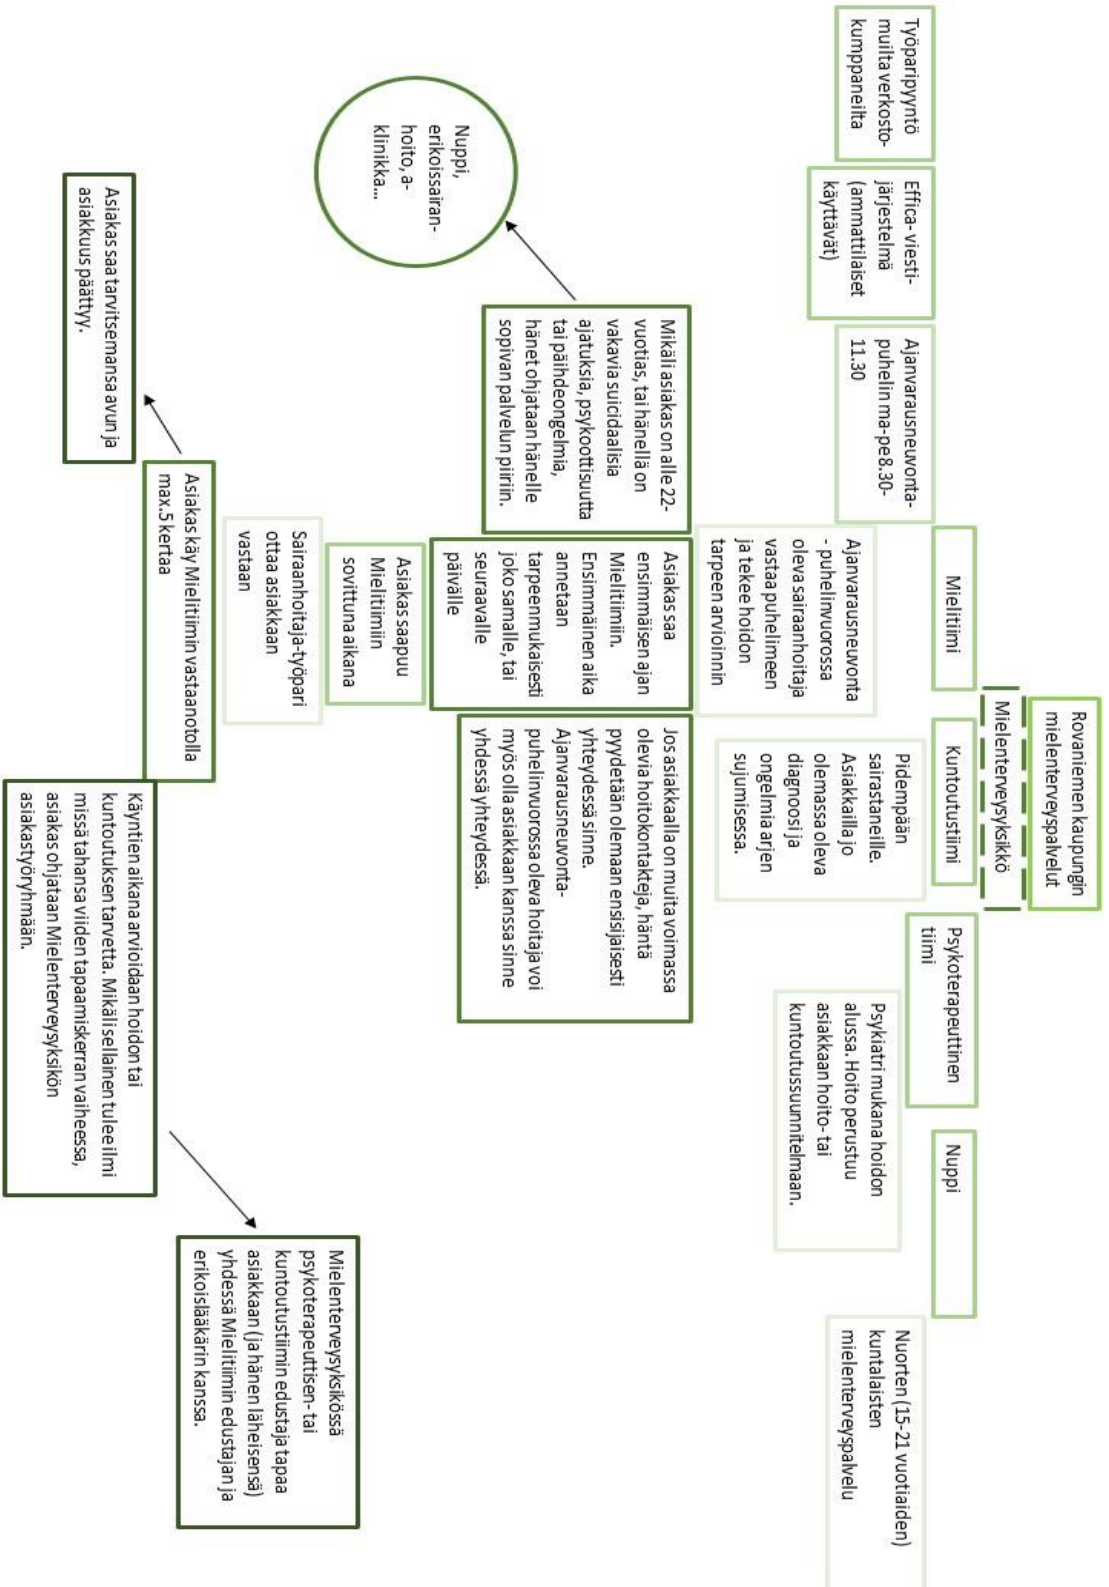 Rovaniemen kaupungin
mielenterveyspalvelut
Mielenterveysyksikkö
Mielitiimi
Kuntoutustiimi
Psykoterapeuttinen
tiimi
Nuppi
Työparipyyntö
muilta verkosto-
kumppaneilta
Effica- viesti-
järjestelmä
(ammattilaiset
käyttävät)
Ajanvarausneuvonta-
puhelin ma-pe8.30-
11.30
Ajanvarausneuvonta
- puhelinvuorossa
oleva sairaanhoitaja
vastaa puhelimeen
ja tekee hoidon
tarpeen arvioinnin
Pidempään
sairastaneille.
Asiakkailla jo
olemassa oleva
diagnoosi ja
ongelmia arjen
sujumisessa.
Psykiatri mukana hoidon
alussa. Hoito perustuu
asiakkaan hoito- tai
kuntoutussuunnitelmaan.
Nuorten (15-21 vuotiaiden)
kuntalaisten
mielenterveyspalvelu
Mikäli asiakas on alle 22-
vuotias, tai hänellä on
vakavia suicidaalisia
ajatuksia, psykoottisuutta
tai päihdeongelmia,
hänet ohjataan hänelle
sopivan palvelun piiriin.
Nuppi,
erikoissairan-
hoito, a-
klinikka...
Asiakas saa
ensimmäisen ajan
Mielitiimiin.
Ensimmäinen aika
annetaan
tarpeenmukaisesti
joko samalle, tai
seuraavalle
päivälle
Jos asiakkaalla on muita voimassa
olevia hoitokontakteja, häntä
pyydetään olemaan ensisijaisesti
yhteydessä sinne.
Ajanvarausneuvonta-
puhelinvuorossa oleva hoitaja voi
myös olla asiakkaan kanssa sinne
yhdessä yhteydessä.
Asiakas saapuu
Mielitiimiin
sovittuna aikana
Sairaanhoitaja-työpari
ottaa asiakkaan
vastaan
Asiakas käy Mielitiimin vastaanotolla
max.5 kertaa
Asiakas saa tarvitsemansa avun ja
asiakkuus päättyy.
Käyntien aikana arvioidaan hoidon tai
kuntoutuksen tarvetta. Mikäli sellainen tulee ilmi
missä tahansa viiden tapaamiskerran vaiheessa,
asiakas ohjataan Mielenterveysyksikön
asiakastyöryhmään.
Mielenterveysyksikössä
psykoterapeuttisen- tai
kuntoutustiimin edustaja tapaa
asiakkaan (ja hänen läheisensä)
yhdessä Mielitiimin edustajan ja
erikoislääkärin kanssa.